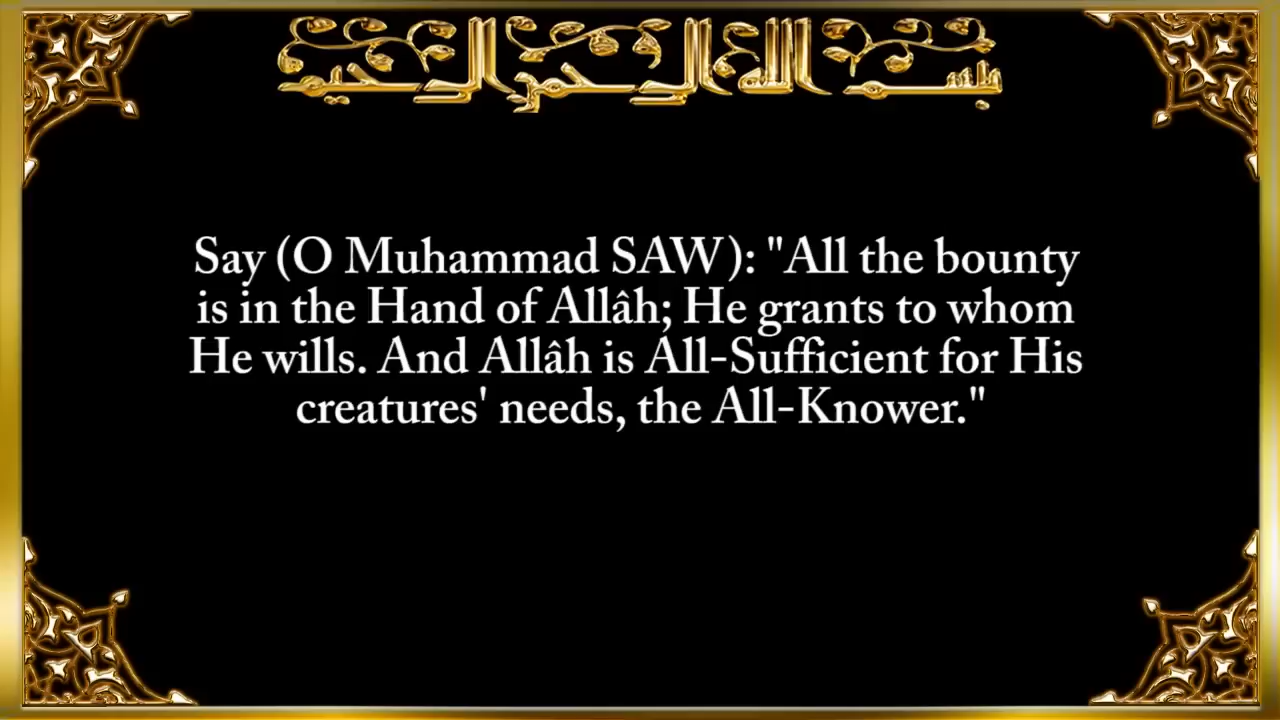 بسم الله الرحمن الرحيم
Say (O Muhammad SAW): "All the bounty
is in the Hand of Allâh; He grants to whom
He wills. And Allâh is All-Sufficient for His
creatures' needs, the All-Knower."